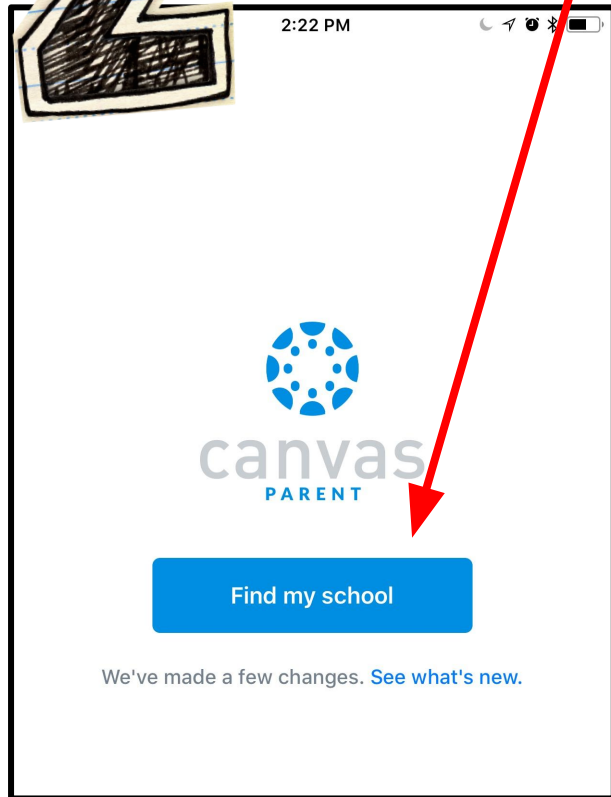 2:22 PM
canvas
PARENT
Find my school
We've made a few changes. See what's new.